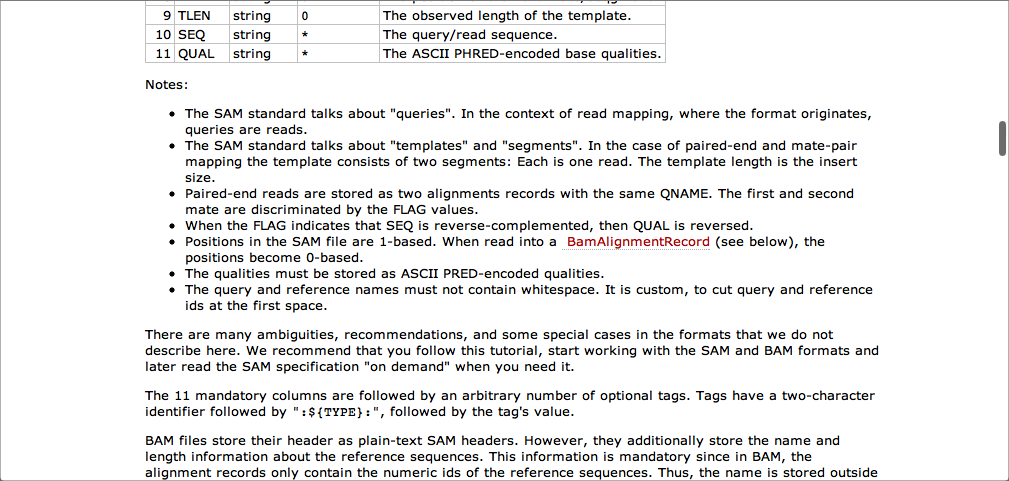 9 TLEN string 0 The observed length of the template.
10 SEQ string * The query/read sequence.
11 QUAL string * The ASCII PHRED-encoded base qualities.
Notes:
• The SAM standard talks about "queries". In the context of read mapping, where the format originates,
queries are reads.
• The SAM standard talks about "templates" and "segments". In the case of paired-end and mate-pair
mapping the template consists of two segments: Each is one read. The template length is the insert
size.
• Paired-end reads are stored as two alignments records with the same QNAME. The first and second
mate are discriminated by the FLAG values.
• When the FLAG indicates that SEQ is reverse-complemented, then QUAL is reversed.
• Positions in the SAM file are 1-based. When read into a BamAlignmentRecord (see below), the
positions become 0-based.
• The qualities must be stored as ASCII PRED-encoded qualities.
• The query and reference names must not contain whitespace. It is custom, to cut query and reference
ids at the first space.
There are many ambiguities, recommendations, and some special cases in the formats that we do not
describe here. We recommend that you follow this tutorial, start working with the SAM and BAM formats and
later read the SAM specification "on demand" when you need it.
The 11 mandatory columns are followed by an arbitrary number of optional tags. Tags have a two-character
identifier followed by ":${TYPE}:", followed by the tag's value.
BAM files store their header as plain-text SAM headers. However, they additionally store the name and
length information about the reference sequences. This information is mandatory since in BAM, the
alignment records only contain the numeric ids of the reference sequences. Thus, the name is stored outside